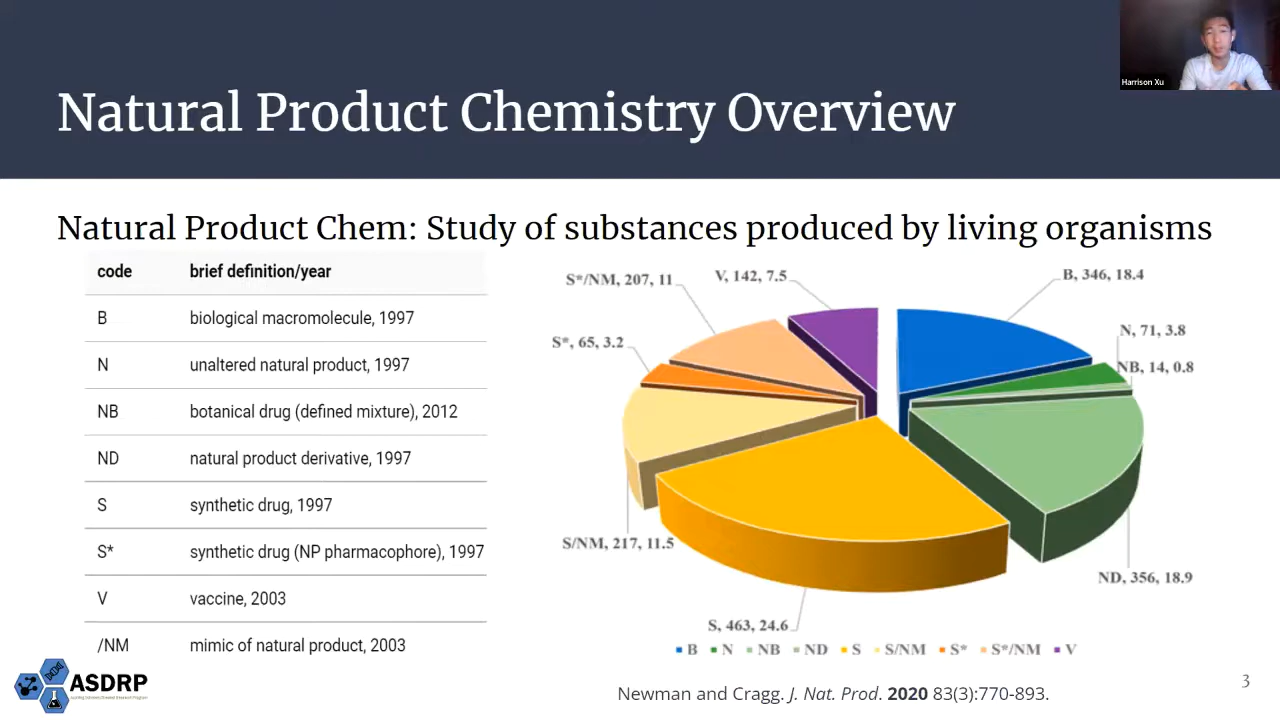 Harrison Xu
Natural Product Chemistry Overview
Natural Product Chem: Study of substances produced by living organisms
code brief definition/year
B biological macromolecule, 1997
N unaltered natural product, 1997
NB botanical drug (defined mixture), 2012
ND natural product derivative, 1997
S synthetic drug, 1997
S* synthetic drug (NP pharmacophore), 1997
V vaccine, 2003
/NM mimic of natural product, 2003
S*/NM, 207, 11
V, 142, 7.5
B, 346, 18.4
S*, 65, 3.2
N, 71, 3.8
NB, 14, 0.8
S/NM, 217, 11.5
ND, 356, 18.9
S, 463, 24.6
B N NB ND S S/NM S* S*/NM V
ASDRP
Newman and Cragg. J. Nat. Prod. 2020 83(3):770-893.
3